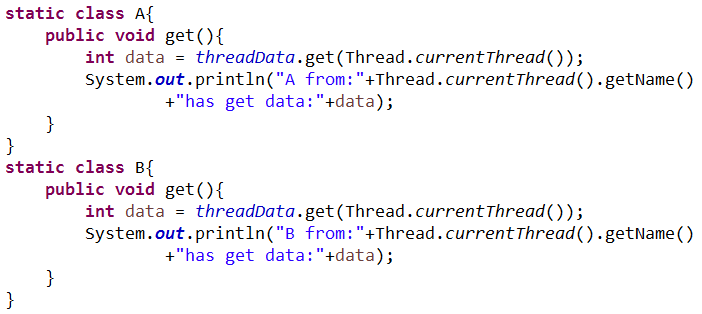 static class A{
    public void get(){
        int data = threadData.get(Thread.currentThread());
        System.out.println("A from:"+Thread.currentThread().getName()
                +"has get data:"+data);
    }
}
static class B{
    public void get(){
        int data = threadData.get(Thread.currentThread());
        System.out.println("B from:"+Thread.currentThread().getName()
                +"has get data:"+data);
    }
}